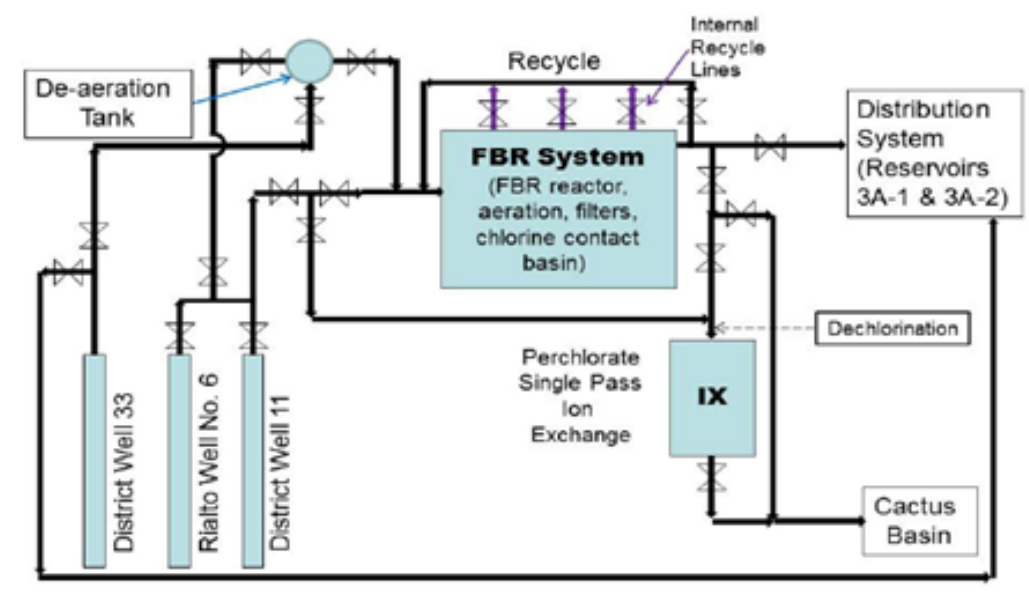 Internal
Recycle
Lines
Recycle
De-aeration
Tank
FBR System
(FBR reactor,
aeration, filters,
chlorine contact
basin)
Distribution
System
(Reservoirs
3A-1 & 3A-2)
Dechlorination
Perchlorate
Single Pass
Ion
Exchange
IX
District Well 33
Rialto Well No. 6
District Well 11
Cactus
Basin